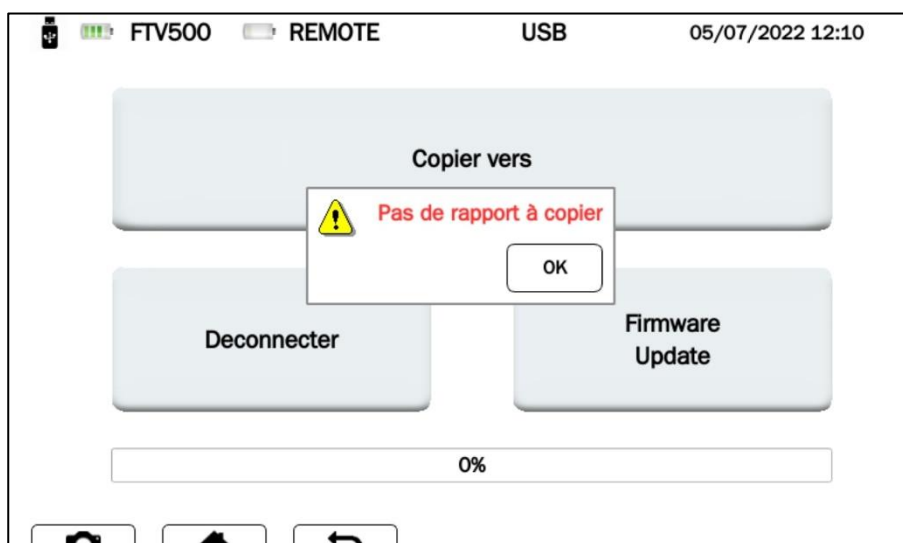 FTV500 REMOTE USB 05/07/2022 12:10
Copier vers
Pas de rapport à copier
OK
Deconnecter
Firmware
Update
0%